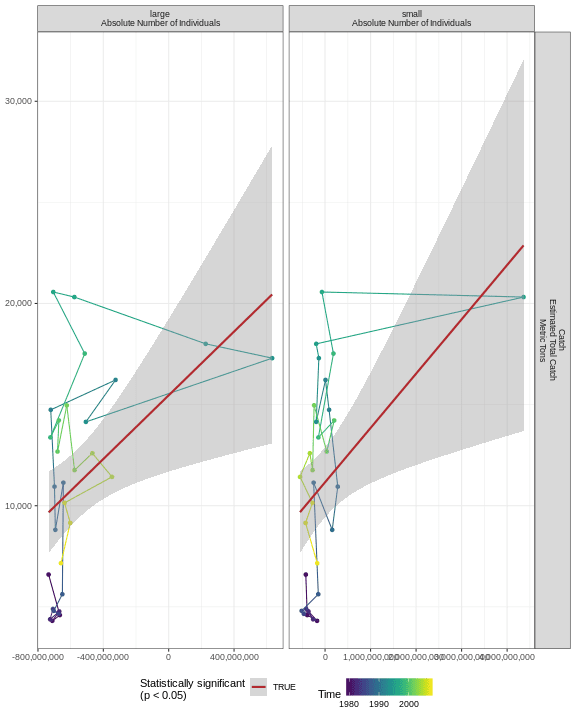 large
Absolute Number of Individuals
small
Absolute Number of Individuals
30,000
20,000
10,000
Catch
Estimated Total Catch
Metric Tons
-800,000,000
-400,000,000
0
400,000,000
0
1,000,000,000
2,000,000,000
3,000,000,000
4,000,000,000
Statistically significant
(p < 0.05)
TRUE
Time
1980
1990
2000